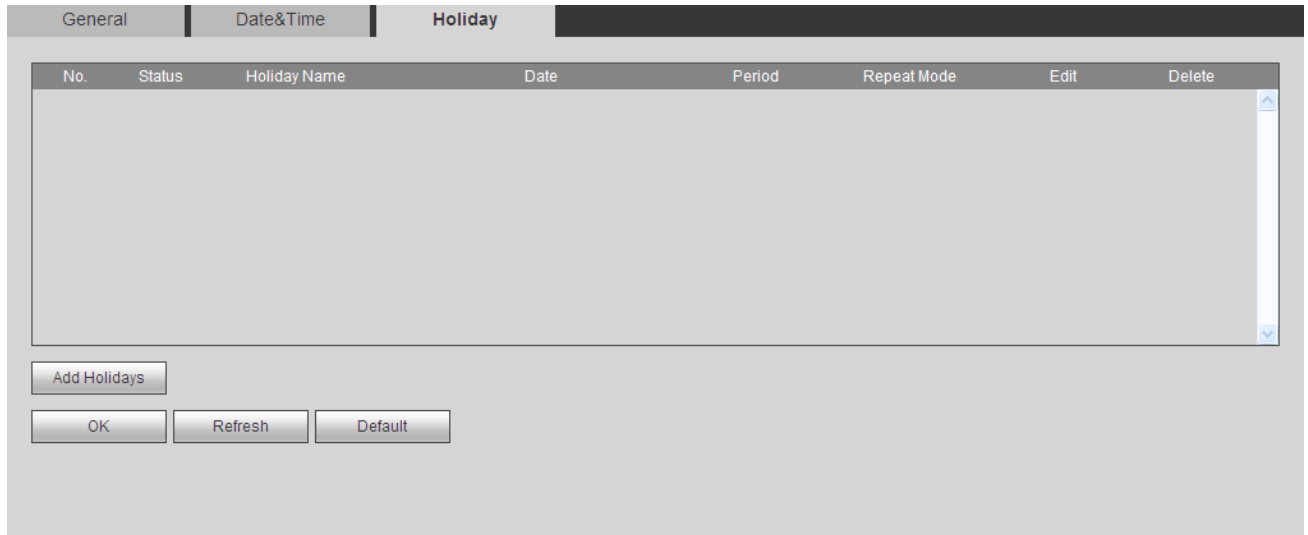 General Date&Time Holiday
No. Status Holiday Name Date Period Repeat Mode Edit Delete
Add Holidays
OK Refresh Default